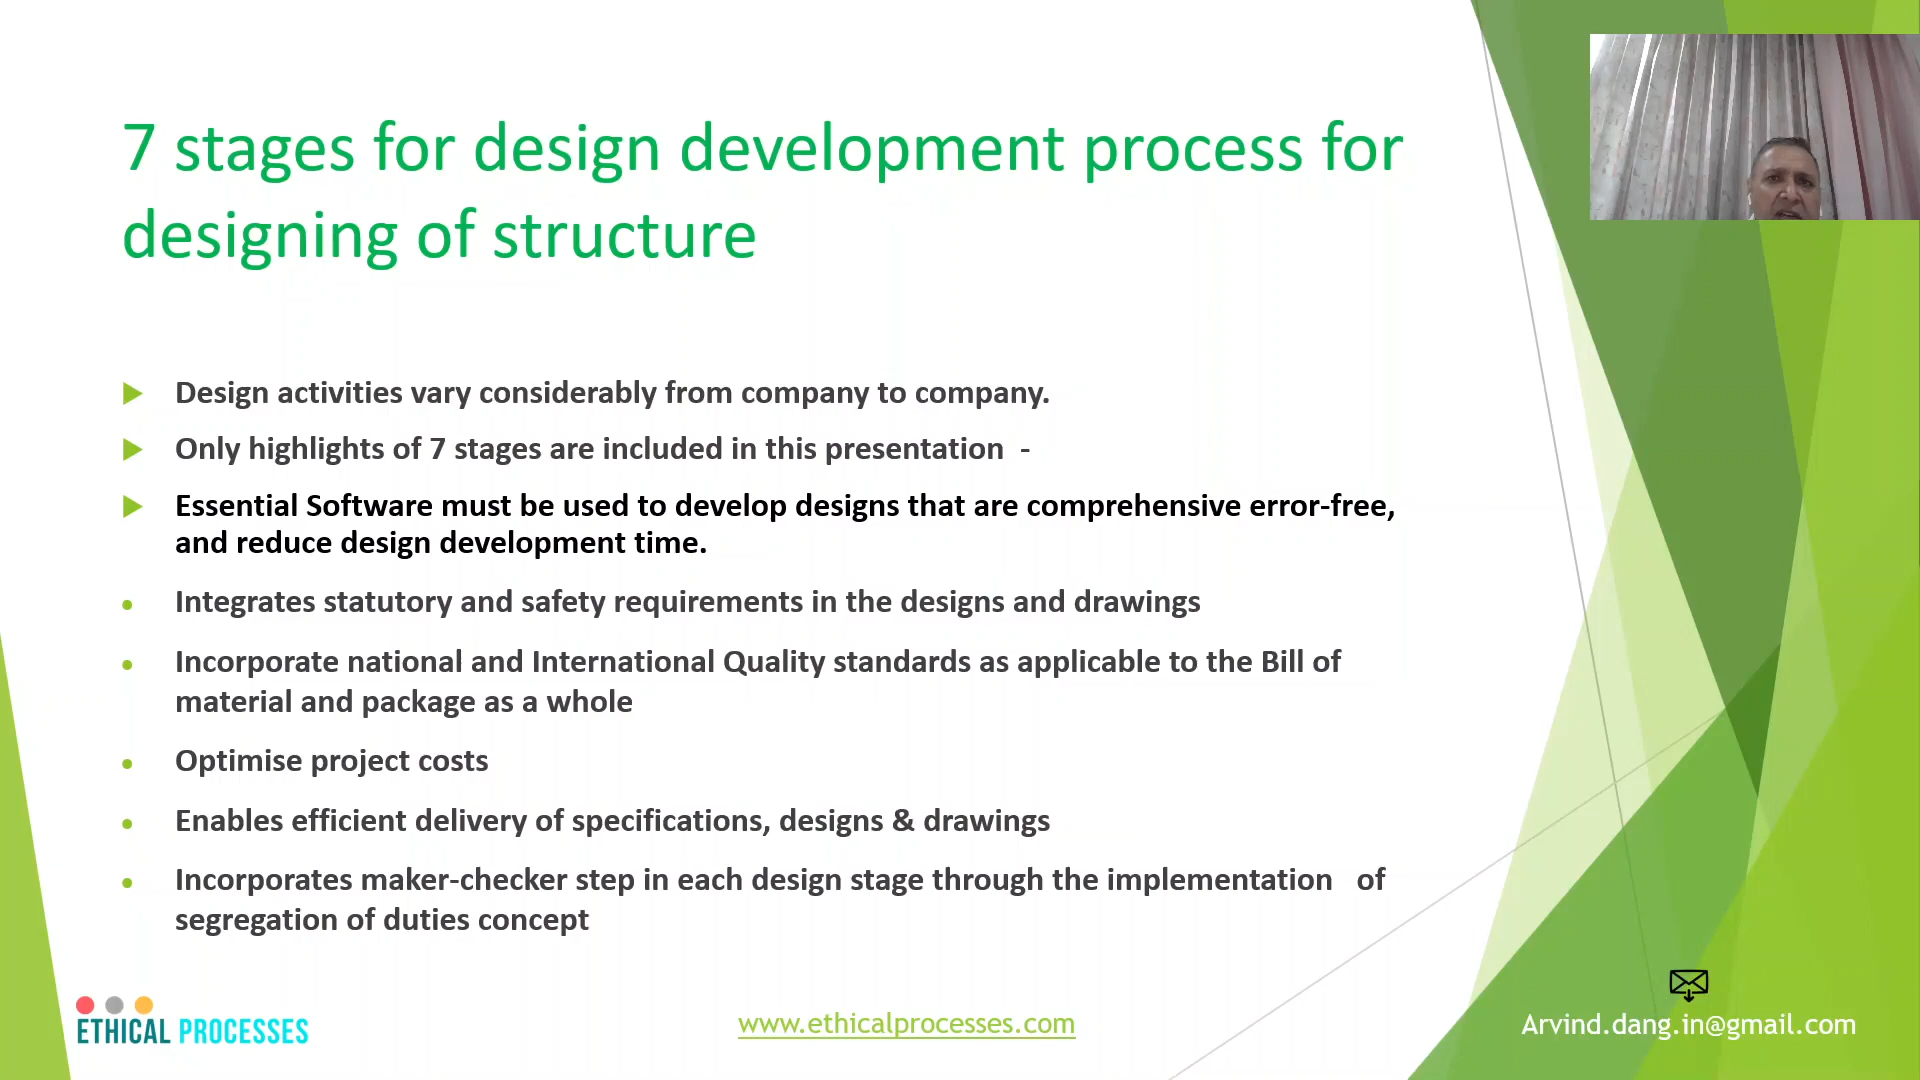 7 stages for design development process for
designing of structure
Design activities vary considerably from company to company.
Only highlights of 7 stages are included in this presentation -
Essential Software must be used to develop designs that are comprehensive error-free,
and reduce design development time.
Integrates statutory and safety requirements in the designs and drawings
Incorporate national and International Quality standards as applicable to the Bill of
material and package as a whole
Optimise project costs
Enables efficient delivery of specifications, designs & drawings
Incorporates maker-checker step in each design stage through the implementation of
segregation of duties concept
ETHICAL PROCESSES
www.ethicalprocesses.com
Arvind.dang.in@gmail.com